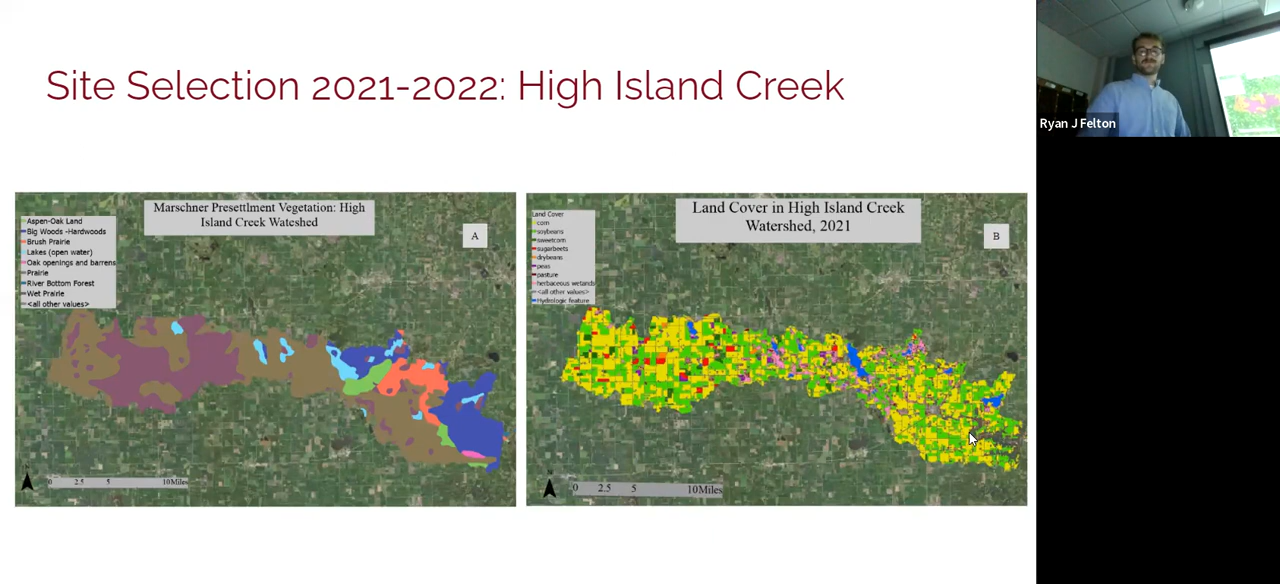 Site Selection 2021-2022: High Island Creek
Ryan J Felton
Marschner Presettlment Vegetation: High
Island Creek Wateshed
Aspen-Oak Land
Big Woods -Hardwoods
Brush Prairie
Lakes (open water)
Oak openings and barrens
Prairie
River Bottom Forest
Wet Prairie
<all other values>
A
0 2.5 5 10Miles
Land Cover in High Island Creek
Watershed, 2021
Land Cover
corn
soybeans
sweetcorn
sugarbeets
drybeans
peas
pasture
herbaceous wetlands
<all other values>
Hydrologic feature
B
N
0 2.5 5 10Miles